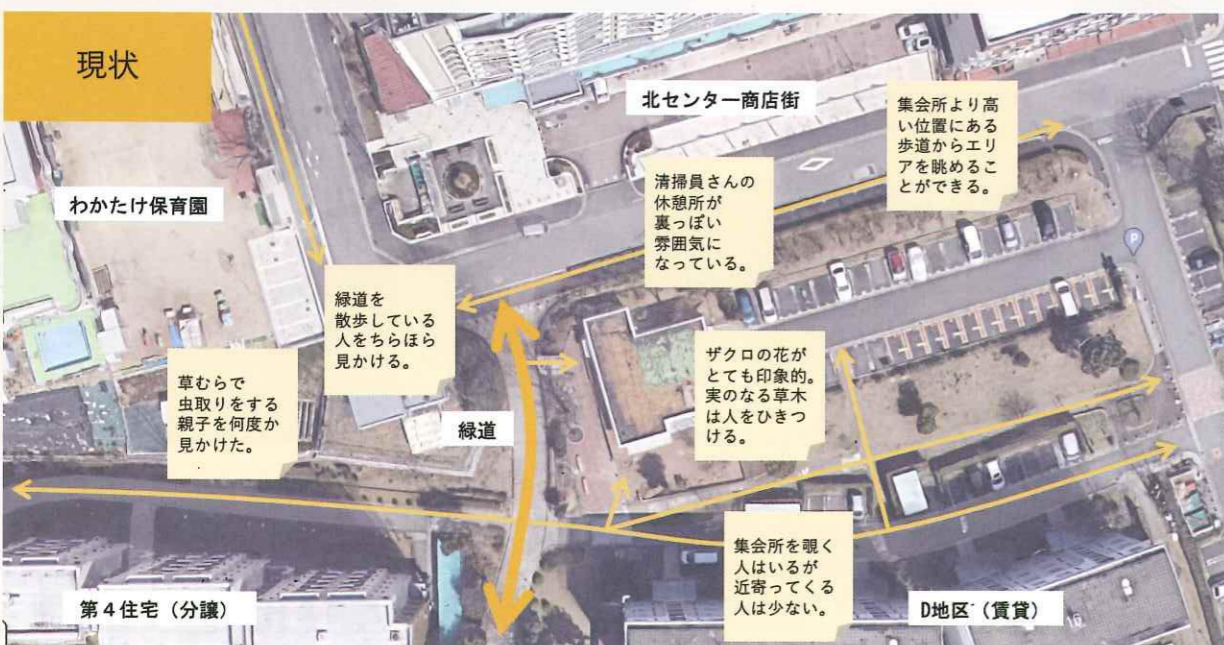 現状
北センター商店街
集会所より高
い位置にある
歩道からエリ
アを眺めるこ
とができる。
わかたけ保育園
清掃員さんの
休憩所が
裏っぽい
雰囲気に
なっている。
緑道を
散歩している
人をちらほら
見かける。
草むらで
虫取りをする
親子を何度か
見かけた。
緑道
ザクロの花が
とても印象的。
実のなる草木
は人をひきつ
ける。
集会所を覗く
人はいるが
近寄ってくる
人は少ない。
第4住宅（分譲）
D地区（賃貸）
P